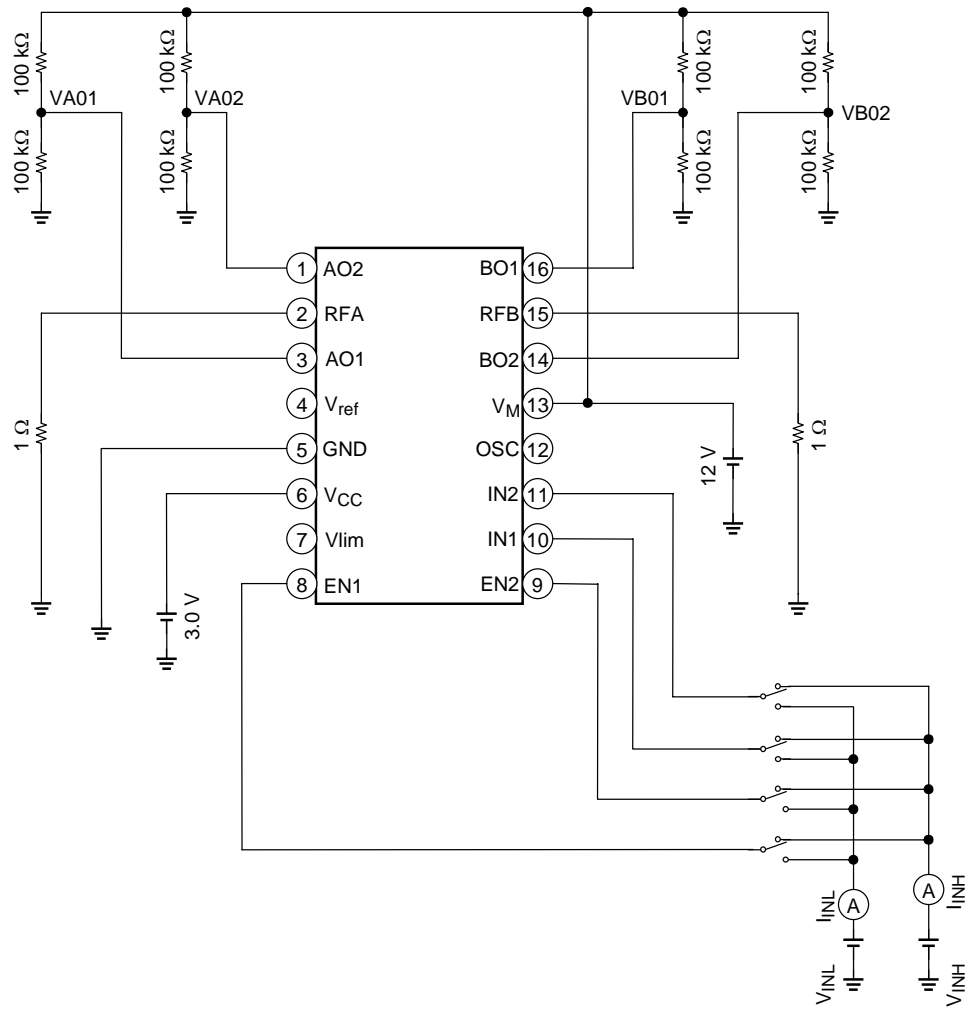 100 kΩ
100 kΩ
100 kΩ
100 kΩ
VA01
VA02
VB01
VB02
100 kΩ
100 kΩ
100 kΩ
100 kΩ
1 AO2
BO1 16
2 RFA
RFB 15
3 AO1
BO2 14
4 Vref
VM 13
5 GND
OSC 12
6 VCC
IN2 11
7 Vlim
IN1 10
8 EN1
EN2 9
1 Ω
3.0 V
12 V
1 Ω
IINL
A
A
IINH
VINL
VINH